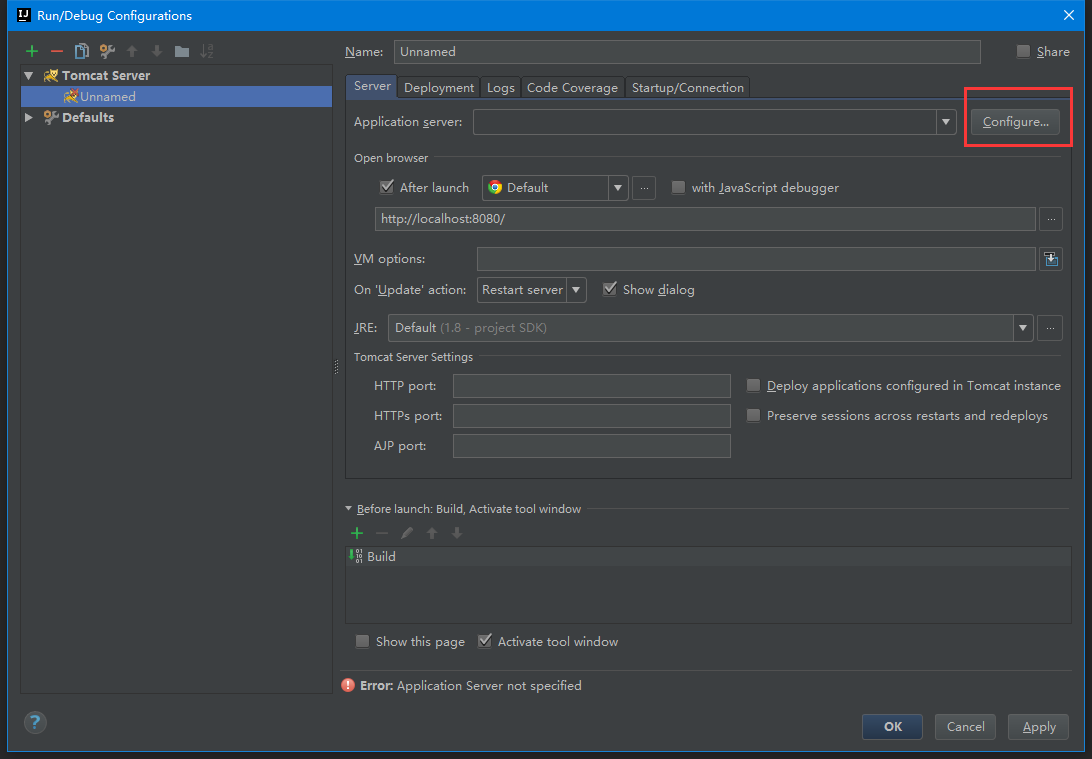 IJ Run/Debug Configurations
Name: Unnamed Share
Tomcat Server
Unnamed
Defaults
Server Deployment Logs Code Coverage Startup/Connection
Application server: Configure...
Open browser
After launch Default ... with JavaScript debugger
http://localhost:8080/ ...
VM options:
On 'Update' action: Restart server Show dialog
JRE: Default (1.8 - project SDK) ...
Tomcat Server Settings
HTTP port: Deploy applications configured in Tomcat instance
HTTPs port: Preserve sessions across restarts and redeploys
AJP port:
Before launch: Build, Activate tool window
Build
Show this page Activate tool window
Error: Application Server not specified
? OK Cancel Apply